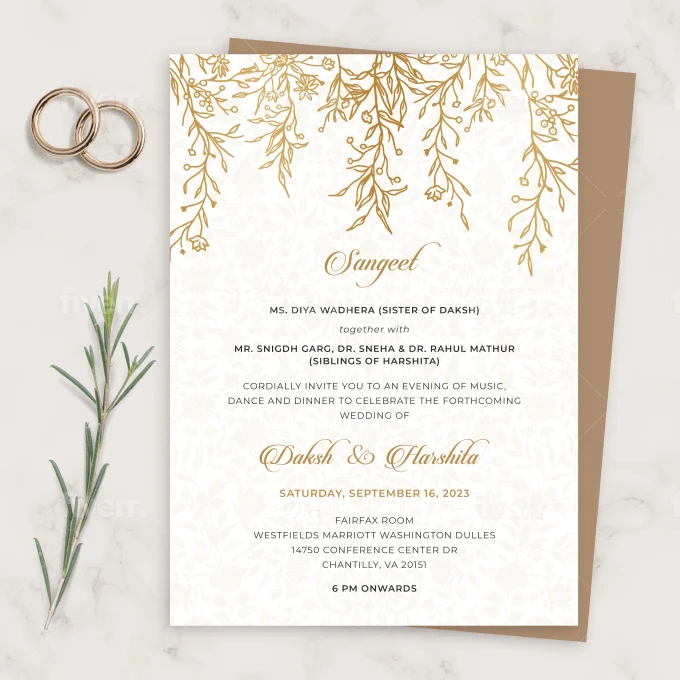 Sangeet
MS. DIYA WADHERA (SISTER OF DAKSH)
together with
MR. SNIGDH GARG, DR. SNEHA & DR. RAHUL MATHUR
(SIBLINGS OF HARSHITA)
CORDIALLY INVITE YOU TO AN EVENING OF MUSIC,
DANCE AND DINNER TO CELEBRATE THE FORTHCOMING
WEDDING OF
Daksh & Harshita
SATURDAY, SEPTEMBER 16, 2023
FAIRFAX ROOM
WESTFIELDS MARRIOTT WASHINGTON DULLES
14750 CONFERENCE CENTER DR
CHANTILLY, VA 20151
6 PM ONWARDS